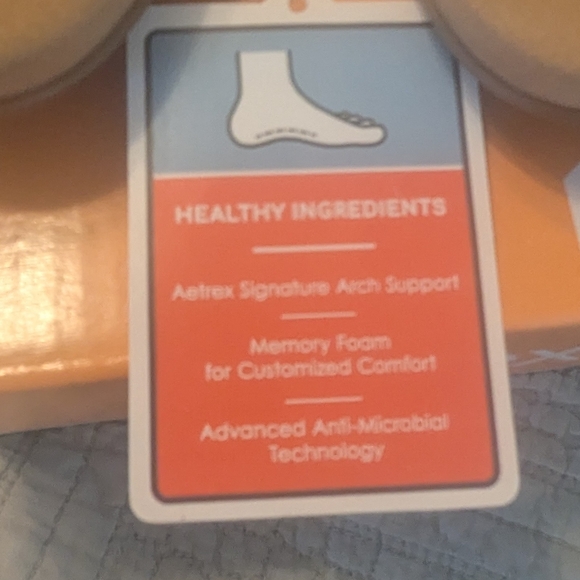 HEALTHY INGREDIENTS
Aetrex Signature Arch Support
Memory Foam
for Customized Comfort
Advanced Anti-Microbial
Technology